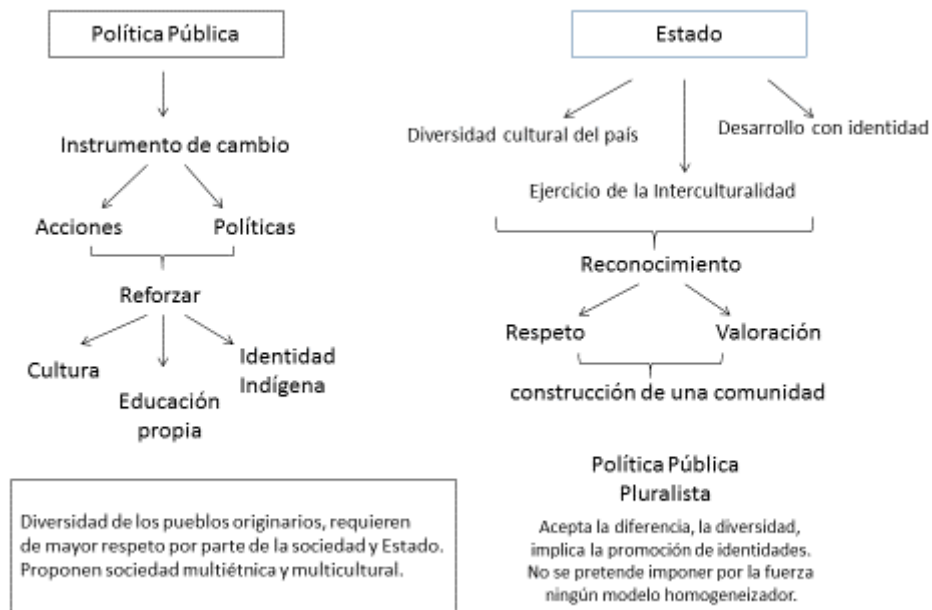 Política Pública
Instrumento de cambio
Acciones
Políticas
Reforzar
Cultura
Educación
propia
Identidad
Indígena
Diversidad de los pueblos originarios, requieren
de mayor respeto por parte de la sociedad y Estado.
Proponen sociedad multiétnica y multicultural.
Estado
Diversidad cultural del país
Desarrollo con identidad
Ejercicio de la Interculturalidad
Reconocimiento
Respeto
Valoración
construcción de una comunidad
Política Pública
Pluralista
Acepta la diferencia, la diversidad,
implica la promoción de identidades.
No se pretende imponer por la fuerza
ningún modelo homogeneizador.